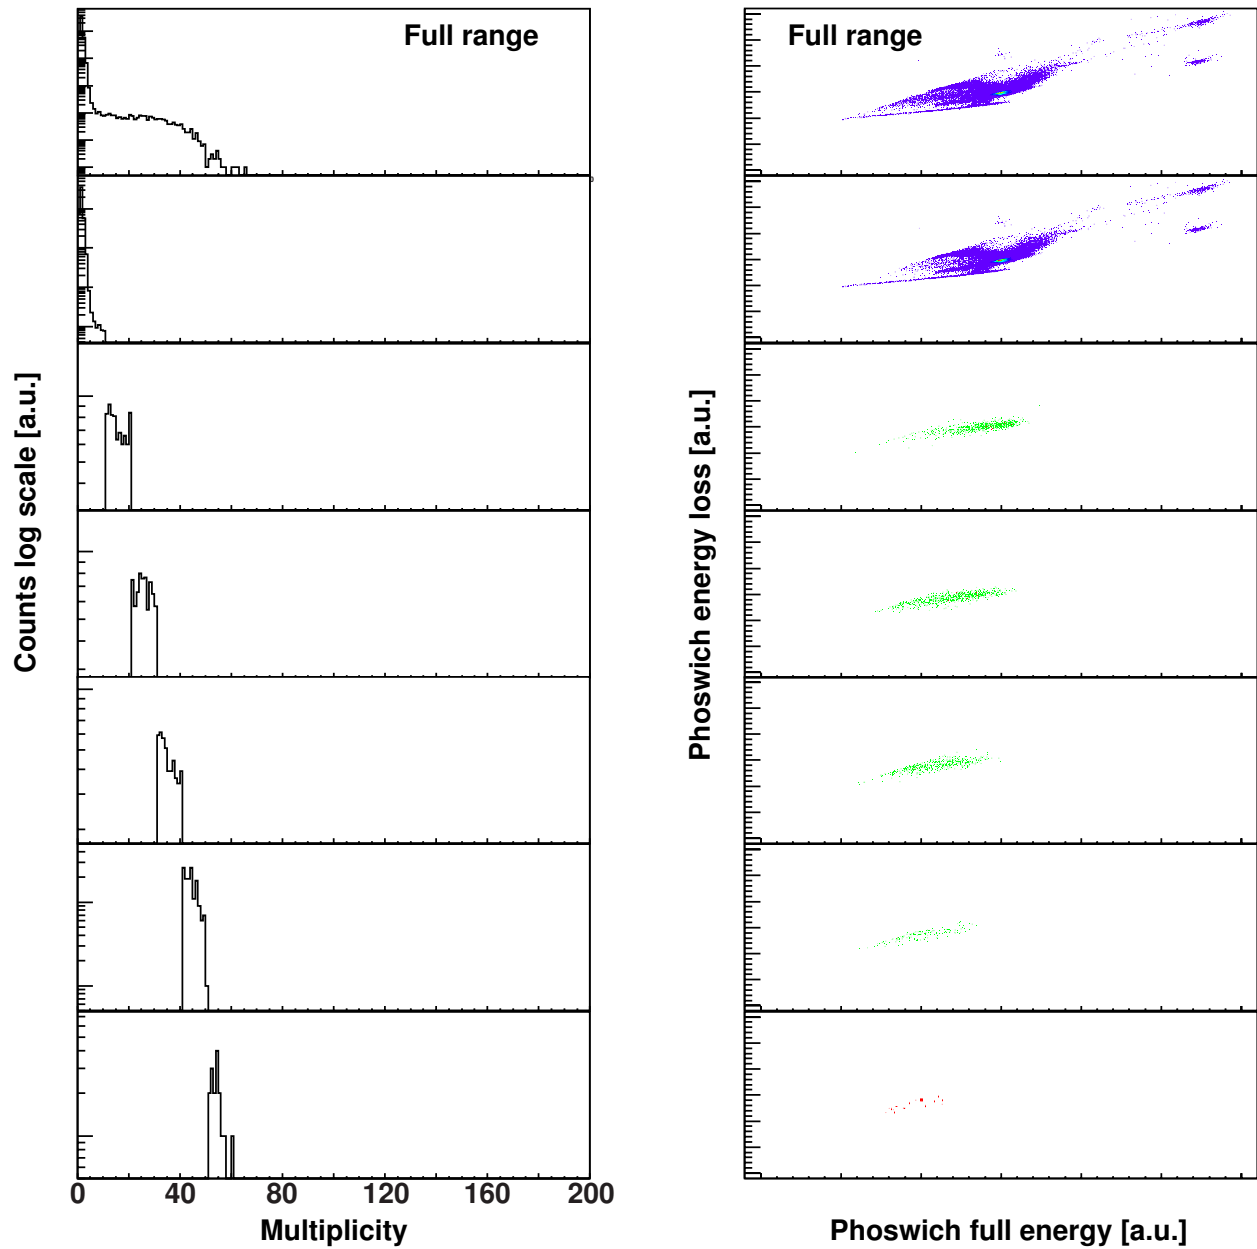 Full range
Full range
Counts log scale [a.u.]
Phoswich energy loss [a.u.]
0 40 80 120 160 200
Multiplicity
Phoswich full energy [a.u.]